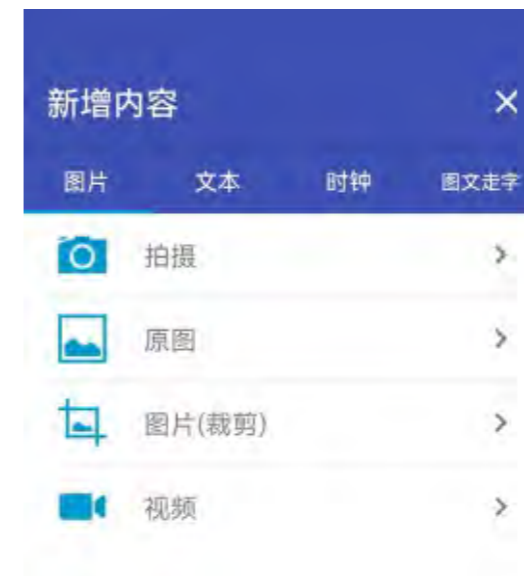 新增内容
图片 文本 时钟 图文走字
拍摄
原图
图片(裁剪)
视频